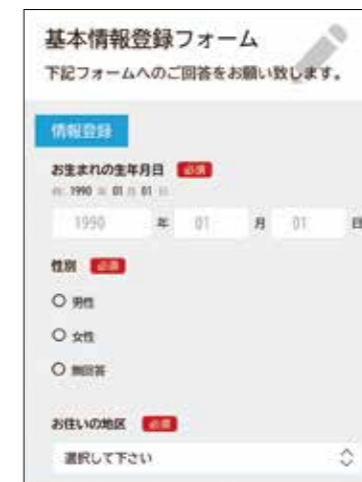 基本情報登録フォーム
下記フォームへのご回答をお願い致します。
情報登録
お生まれの生年月日 必須
例: 1990 年 01 月 01 日
1990 年 01 月 01 日
性別 必須
男性
女性
無回答
お住いの地区 必須
選択して下さい